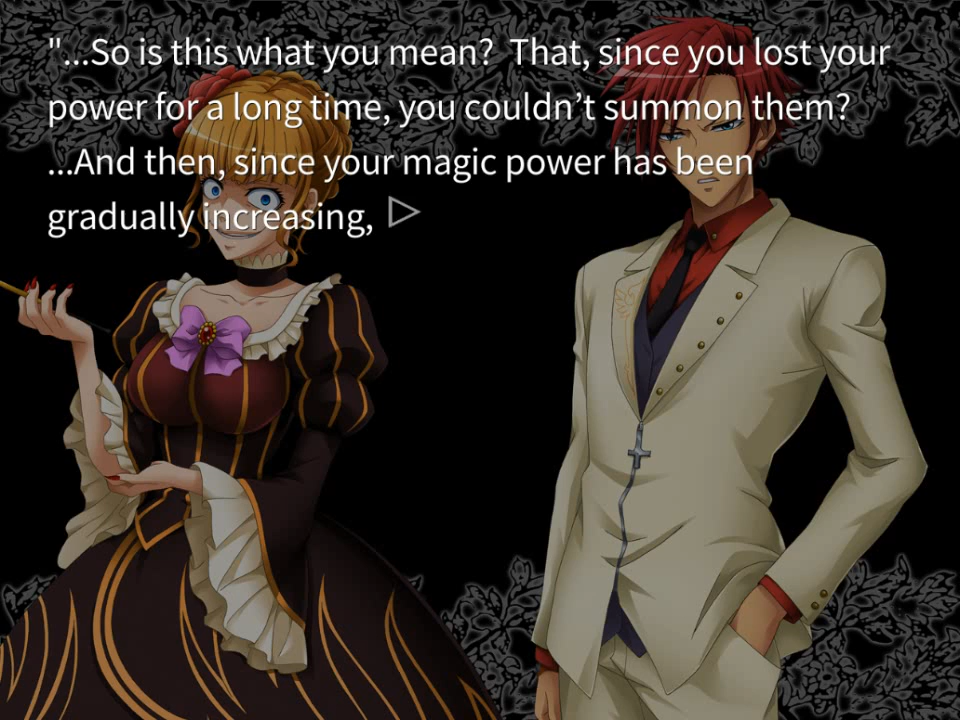 "...So is this what you mean?  That, since you lost your
power for a long time, you couldn’t summon them?
...And then, since your magic power has been
gradually increasing,